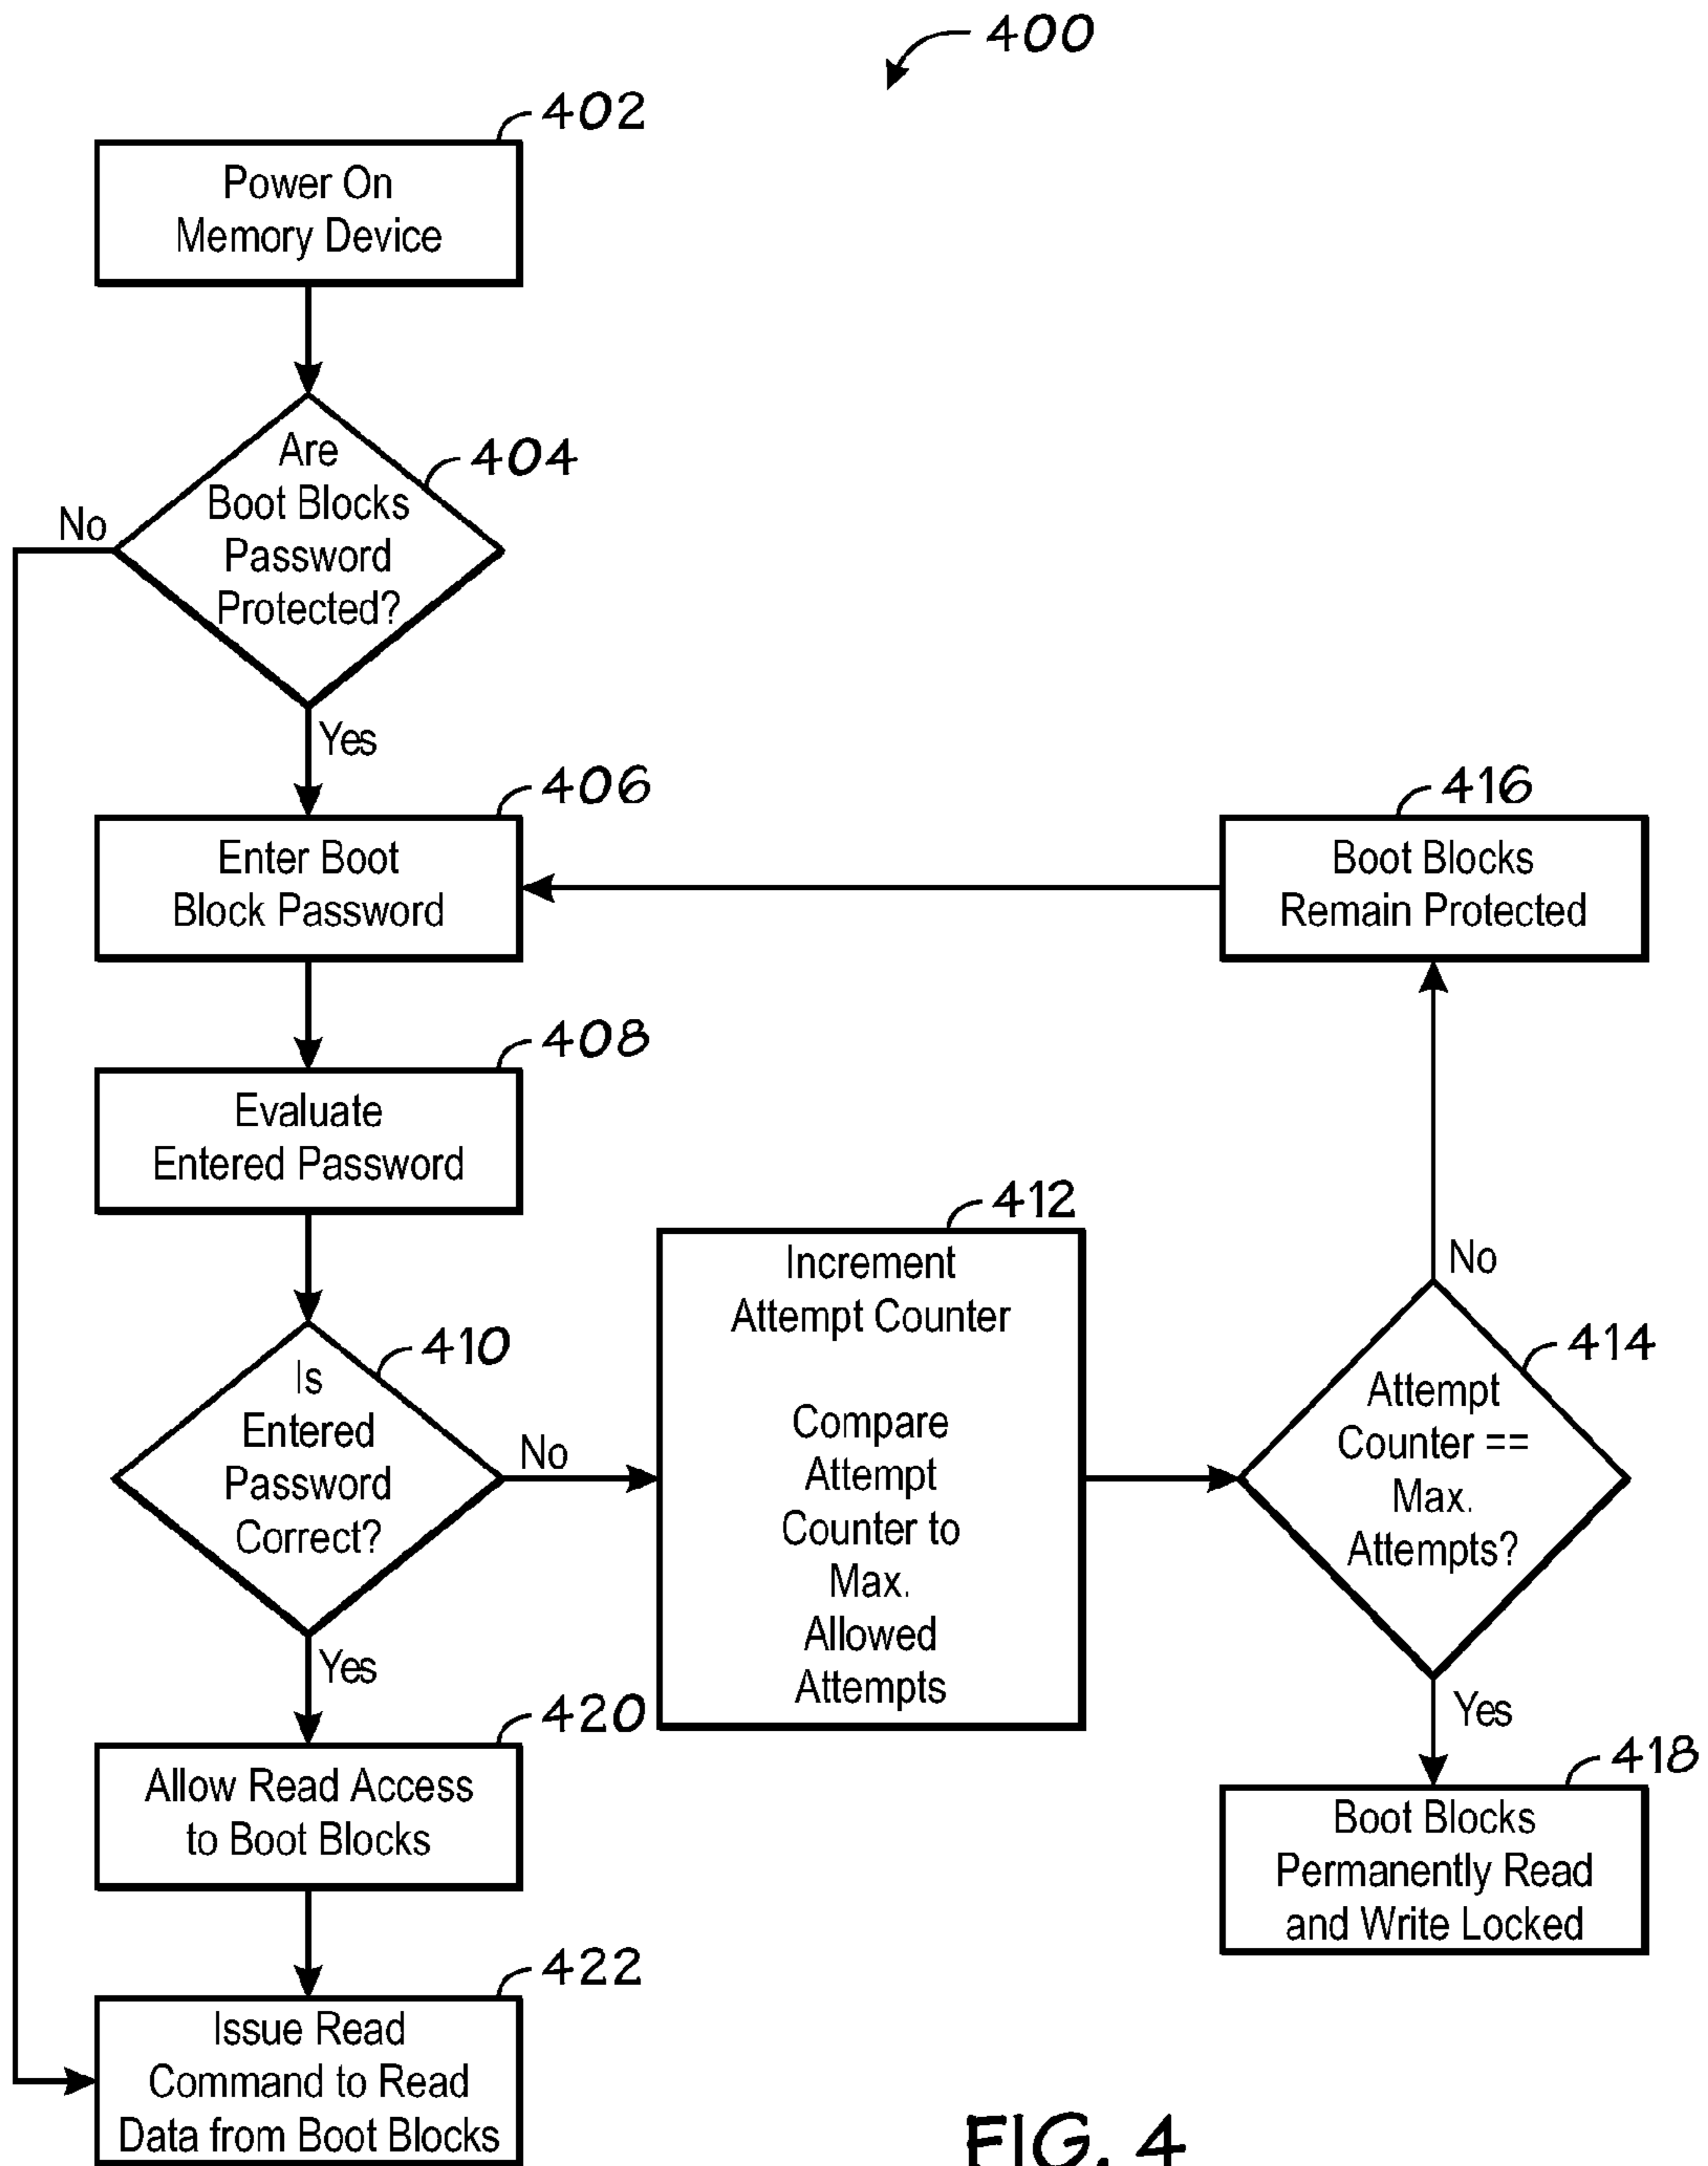 400
402
Power On
Memory Device
404
Are
Boot Blocks
Password
Protected?
No
Yes
406
Enter Boot
Block Password
416
Boot Blocks
Remain Protected
408
Evaluate
Entered Password
410
Is
Entered
Password
Correct?
No
Yes
412
Increment
Attempt Counter
Compare
Attempt
Counter to
Max.
Allowed
Attempts
414
Attempt
Counter ==
Max.
Attempts?
No
Yes
418
Boot Blocks
Permanently Read
and Write Locked
420
Allow Read Access
to Boot Blocks
422
Issue Read
Command to Read
Data from Boot Blocks
FIG. 4